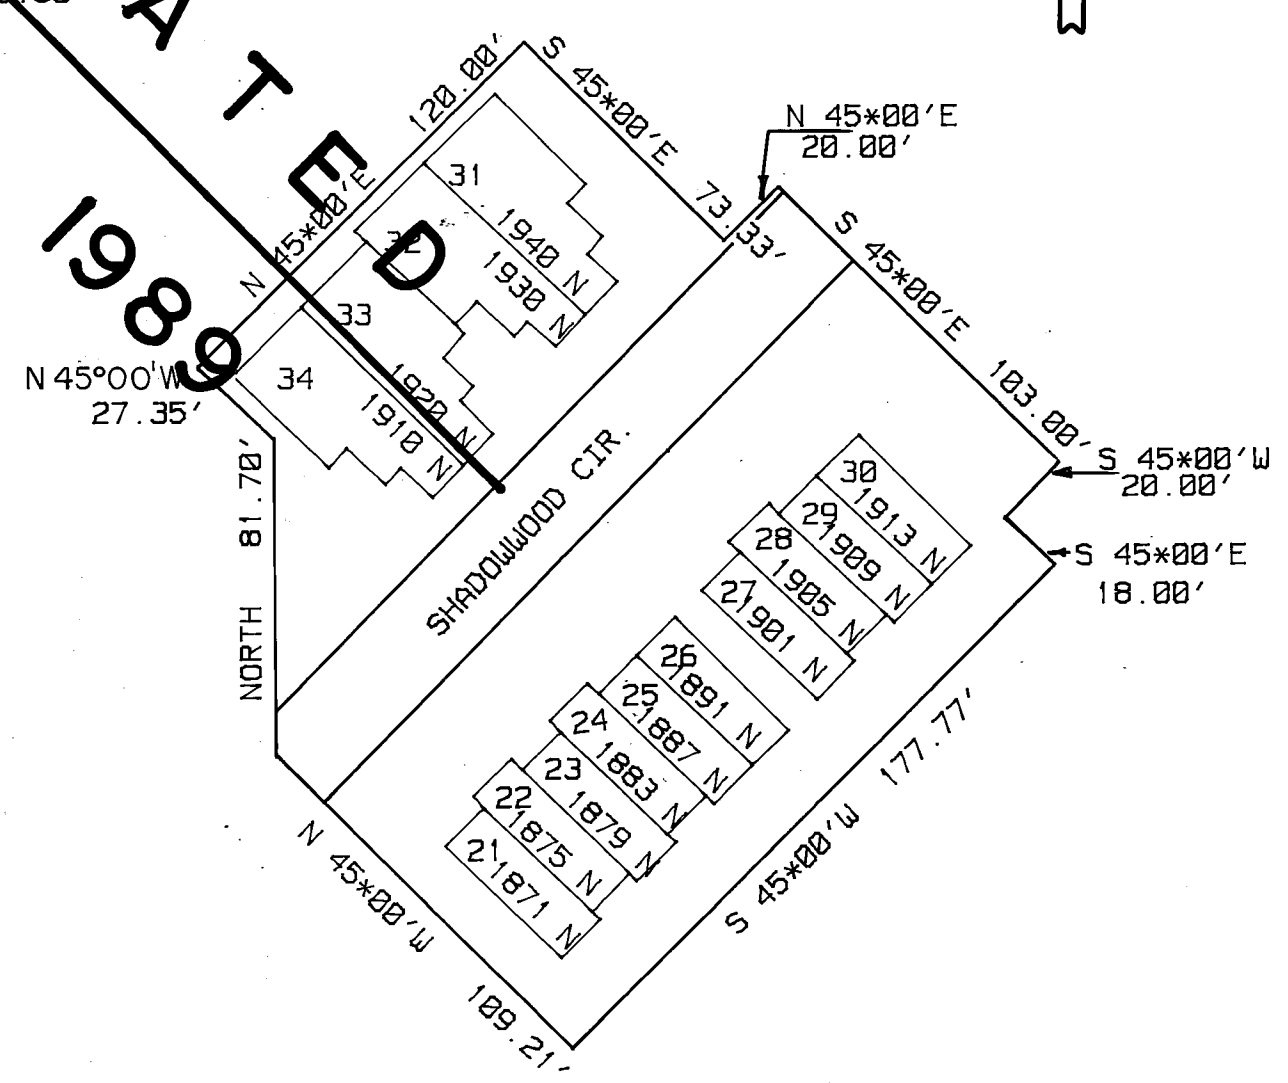 A T E D
1989
120.00'
N 45*00'E
S 45*00'E
73.33'
N 45*00'E
20.00'
S 45*00'E
103.00'
S 45*00'W
20.00'
S 45*00'E
18.00'
177.77'
S 45*00'W
N 45*00'W
109.21'
NORTH 81.70'
N 45°00'W
27.35'
SHADOWWOOD CIR.
31
1940 N
32
1930 N
33
1920 N
34
1910 N
30
1913 N
29
1909 N
28
1905 N
27
1901 N
26
1891 N
25
1887 N
24
1883 N
23
1879 N
22
1875 N
21
1871 N